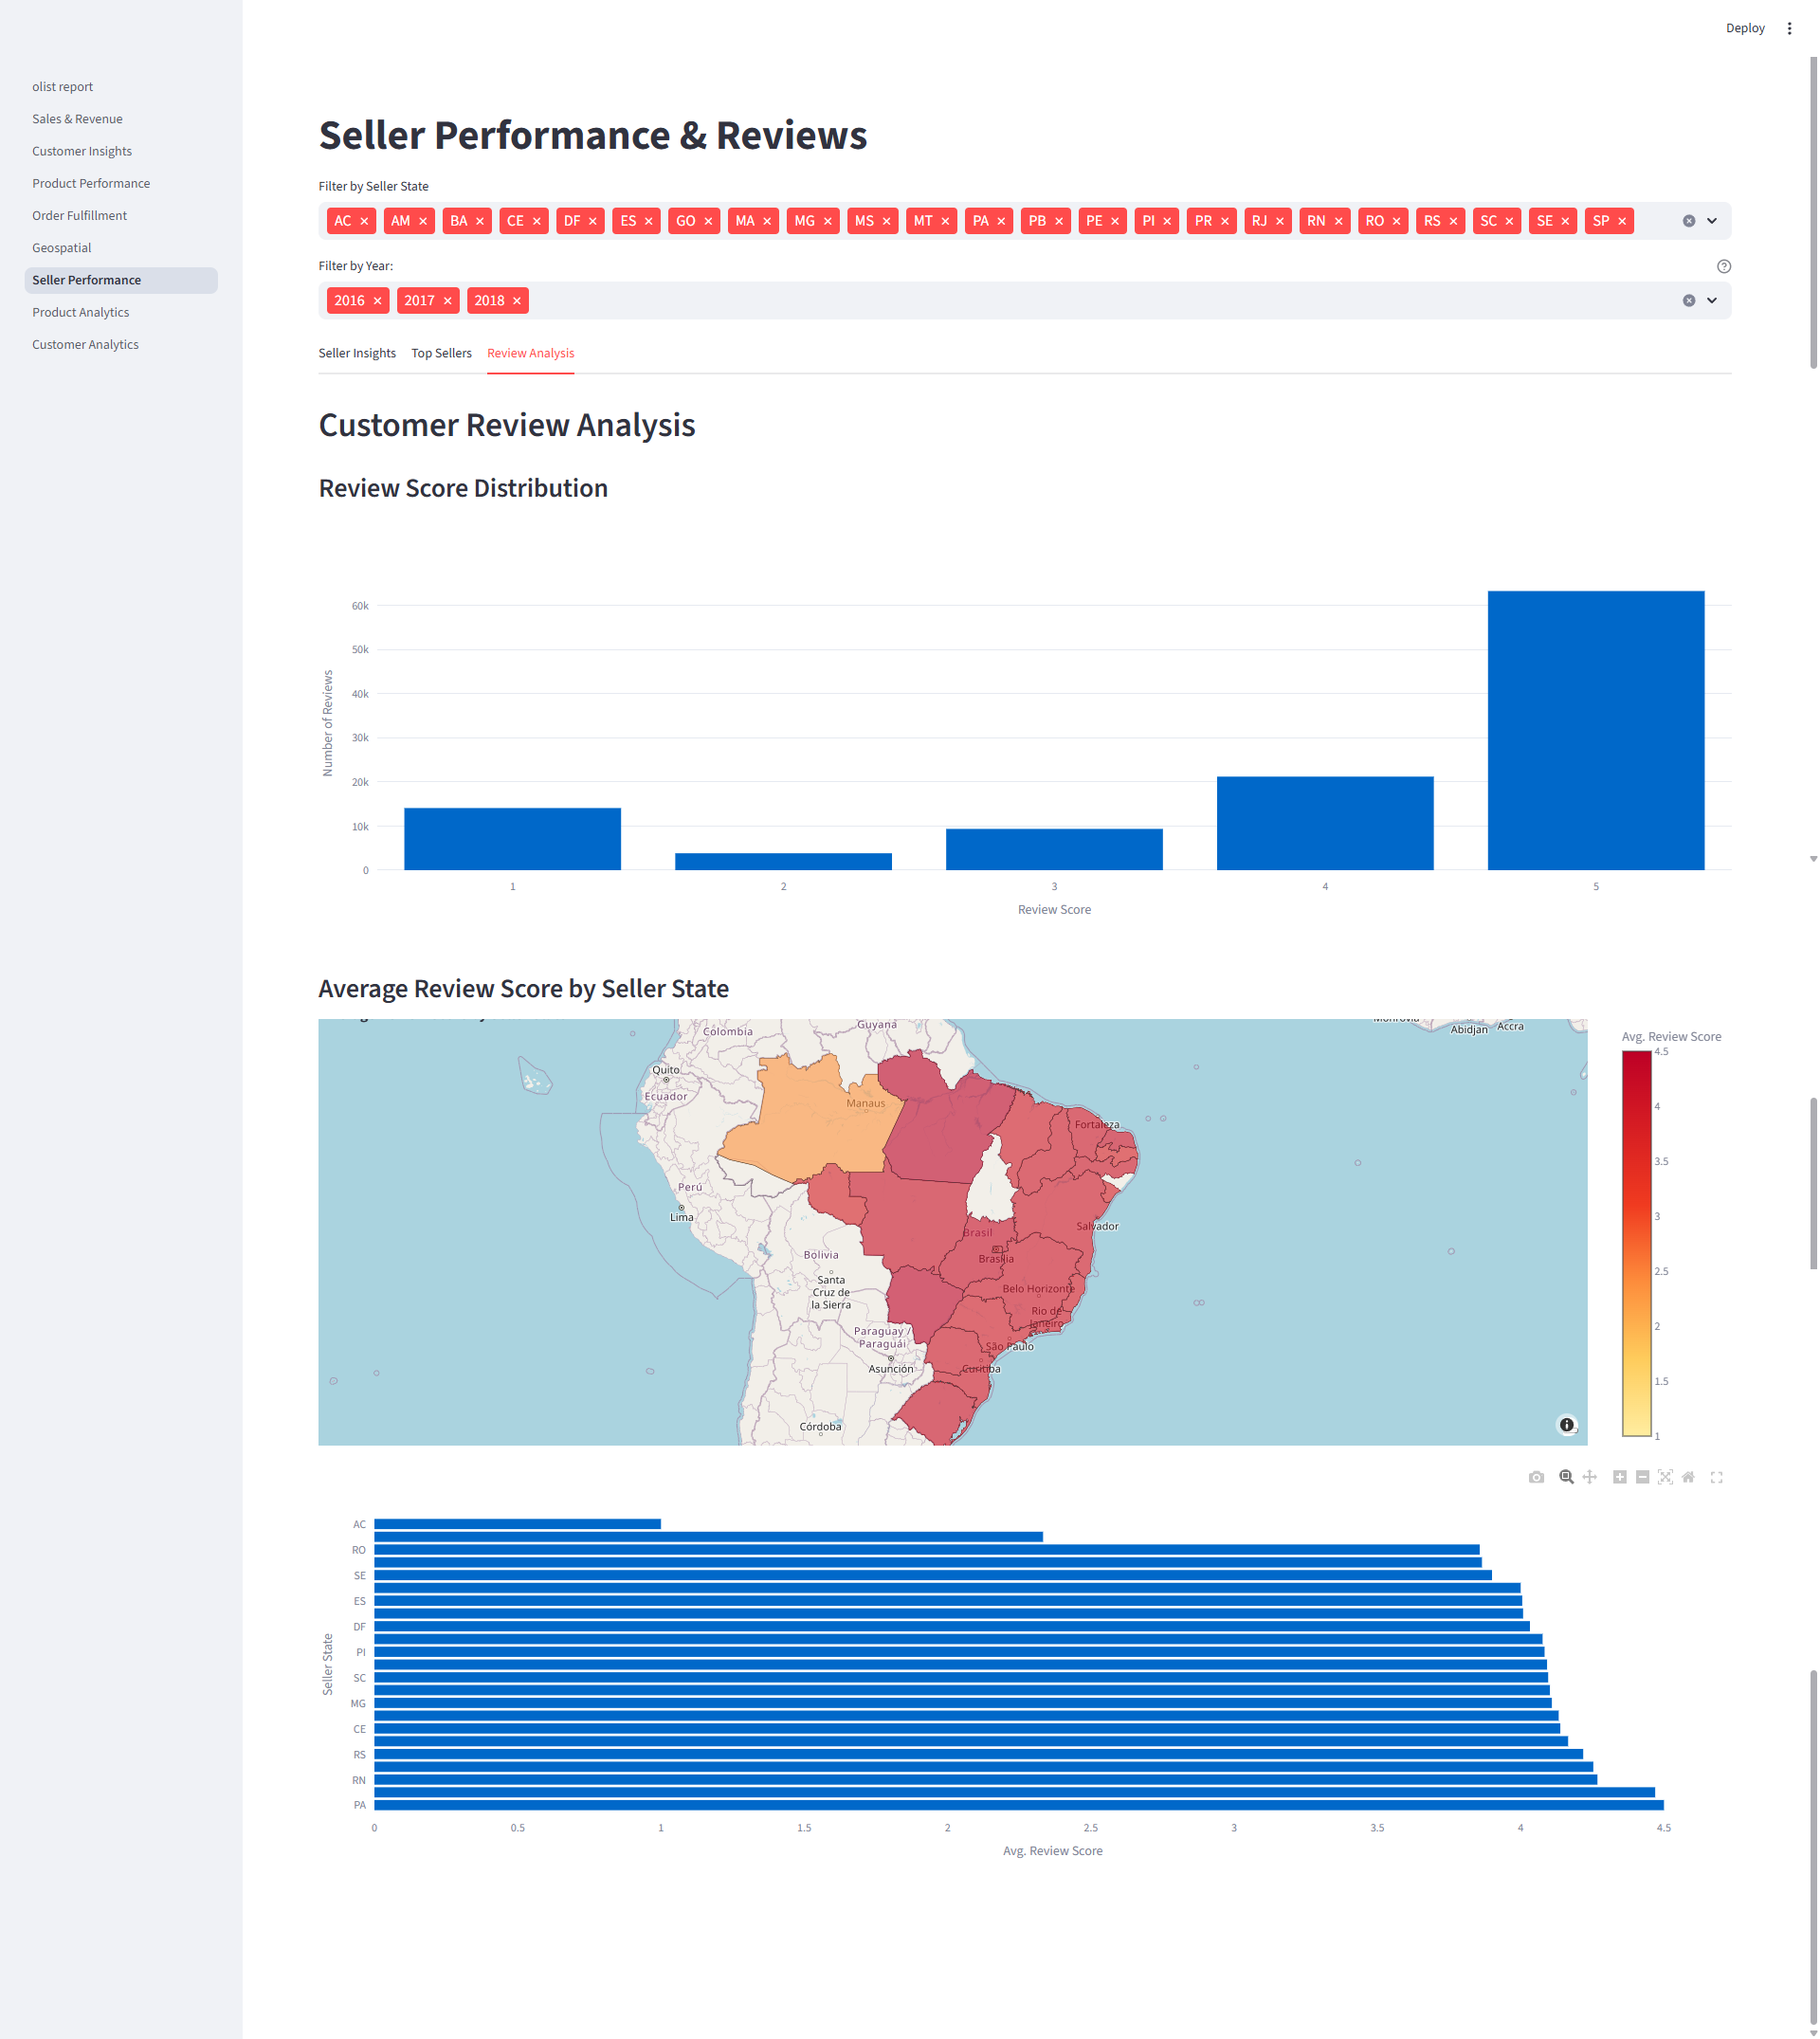 Deploy
olist report
Sales & Revenue
Customer Insights
Product Performance
Order Fulfillment
Geospatial
Seller Performance
Product Analytics
Customer Analytics
Seller Performance & Reviews
Filter by Seller State
AC × AM × BA × CE × DF × ES × GO × MA × MG × MS × MT × PA × PB × PE × PI × PR × RJ × RN × RO × RS × SC × SE × SP ×
Filter by Year:
2016 × 2017 × 2018 ×
Seller Insights Top Sellers Review Analysis
Customer Review Analysis
Review Score Distribution
Number of Reviews
60k
50k
40k
30k
20k
10k
0
1 2 3 4 5
Review Score
Average Review Score by Seller State
Colombia
Guyana
Monrovia
Abidjan
Accra
Quito
Ecuador
Manaus
Fortaleza
Perú
Lima
Salvador
Brasil
Brasília
Bolivia
Santa
Cruz de
la Sierra
Belo Horizonte
Rio de
Janeiro
Paraguay /
Paraguái
São Paulo
Asunción
Curitiba
Córdoba
Avg. Review Score
4.5
4
3.5
3
2.5
2
1.5
1
Seller State
AC
RO
SE
ES
DF
PI
SC
MG
CE
RS
RN
PA
0 0.5 1 1.5 2 2.5 3 3.5 4 4.5
Avg. Review Score